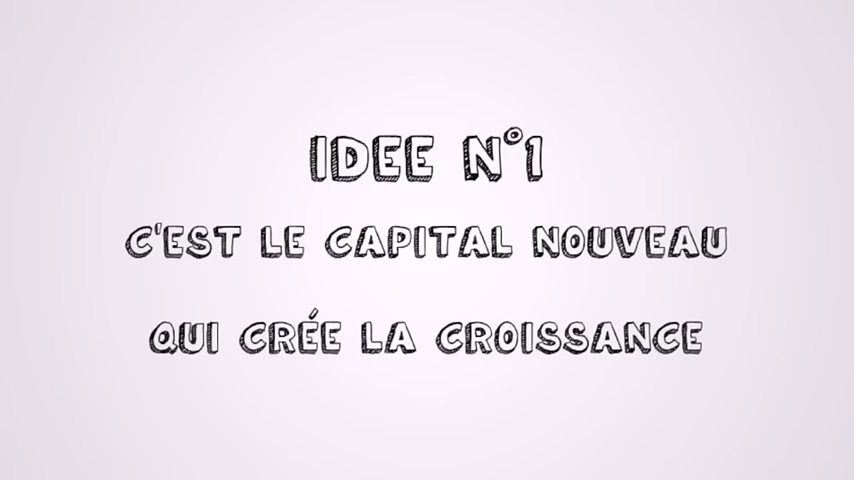 IDEE N°1
C'EST LE CAPITAL NOUVEAU
QUI CRÉE LA CROISSANCE